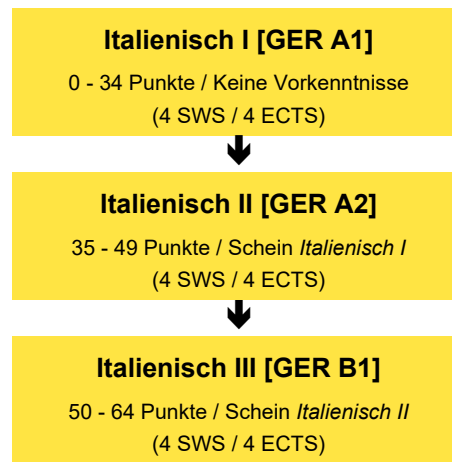 Italienisch I [GER A1]
0 - 34 Punkte / Keine Vorkenntnisse
(4 SWS / 4 ECTS)
Italienisch II [GER A2]
35 - 49 Punkte / Schein Italienisch I
(4 SWS / 4 ECTS)
Italienisch III [GER B1]
50 - 64 Punkte / Schein Italienisch II
(4 SWS / 4 ECTS)